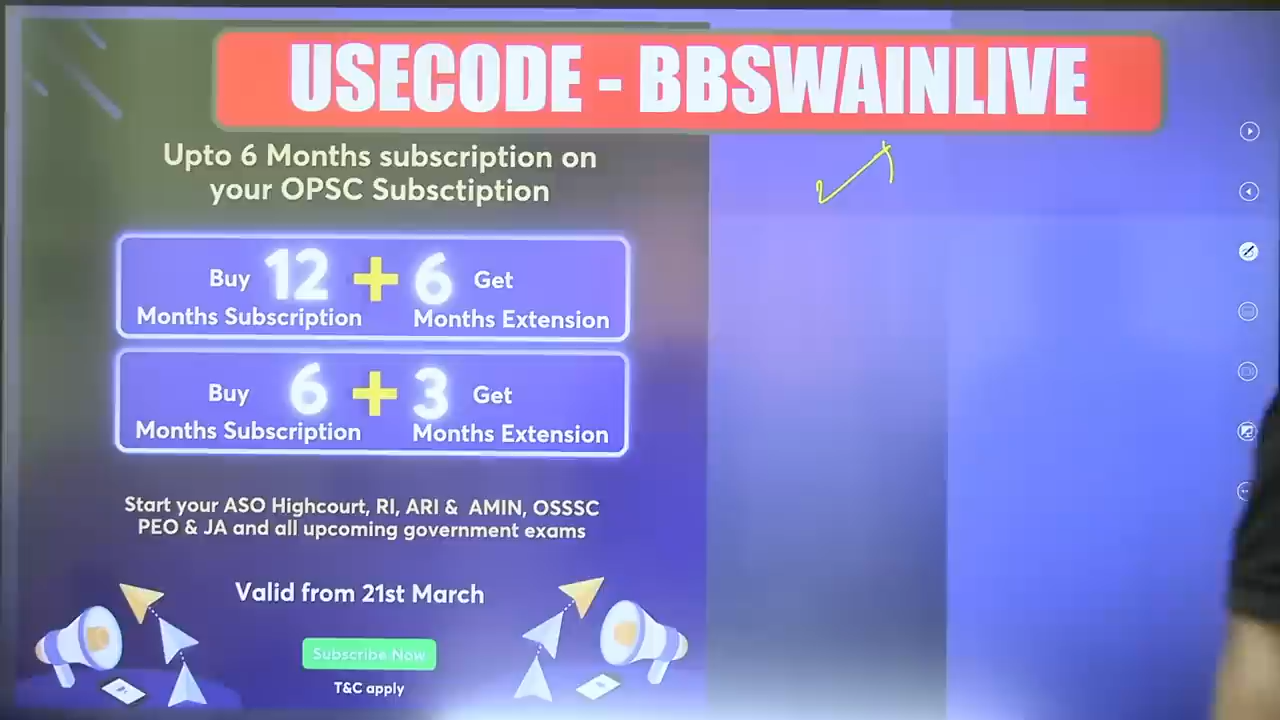 USECODE - BBSWAINLIVE
Upto 6 Months subscription on
your OPSC Subsctiption
Buy 12 + 6 Get
Months Subscription Months Extension
Buy 6 + 3 Get
Months Subscription Months Extension
Start your ASO Highcourt, RI, ARI & AMIN, OSSSC
PEO & JA and all upcoming government exams
Valid from 21st March
Subscribe Now
T&C apply